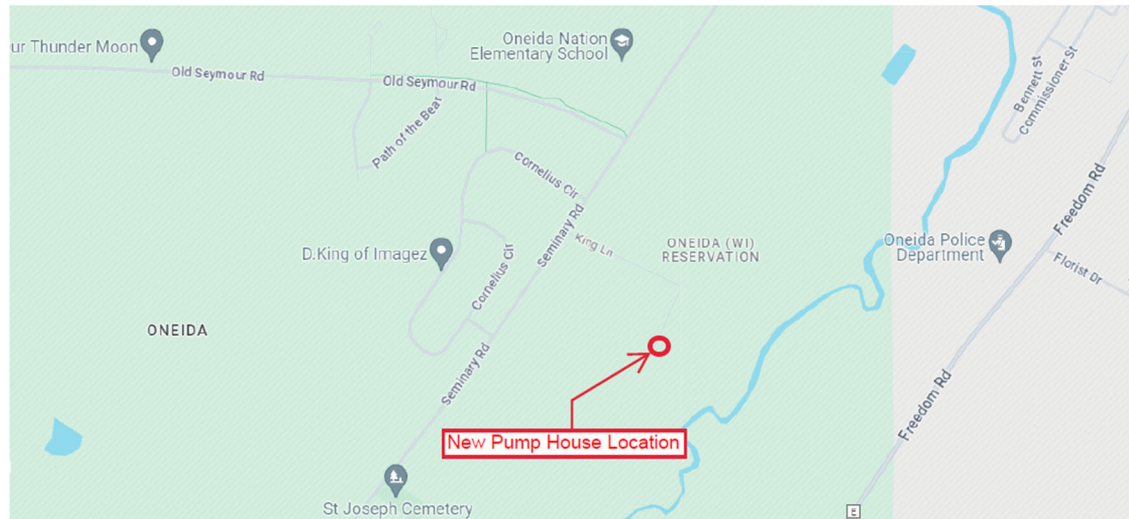 ur Thunder Moon
Oneida Nation
Elementary School
Old Seymour Rd
Old Seymour Rd
Bennett St
Commissioner St
Path of the Beat
Cornelius Cir
Freedom Rd
Seminary Rd
King Ln
ONEIDA (WI)
RESERVATION
Oneida Police
Department
D.King of Imagez
Cornelius Cir
Florist Dr
ONEIDA
Seminary Rd
Freedom Rd
New Pump House Location
St Joseph Cemetery
E